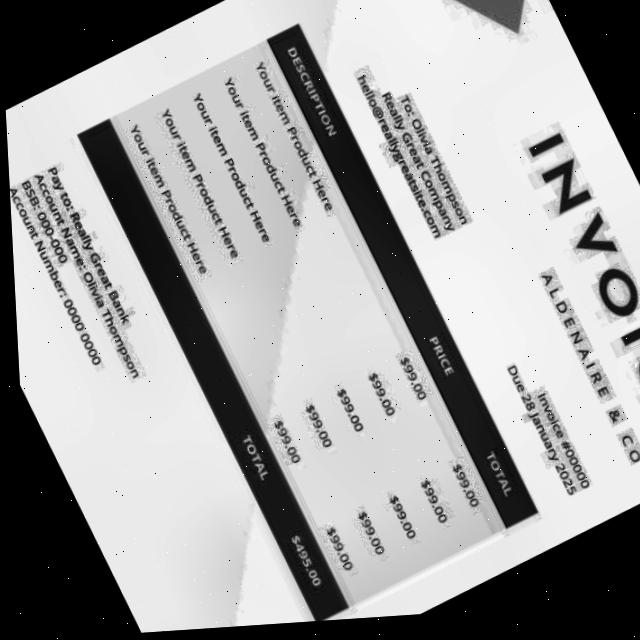 INVOI
ALDENAIRE & CO
Invoice #00000
Due 28 January 2025
To: Olivia Thompson
Really Great Company
hello@reallygreatsite.com
DESCRIPTION PRICE TOTAL
Your Item Product Here $99.00 $99.00
Your Item Product Here $99.00 $99.00
Your Item Product Here $99.00 $99.00
Your Item Product Here $99.00 $99.00
Your Item Product Here $99.00 $99.00
TOTAL $495.00
Pay to: Really Great Bank
Account Name: Olivia Thompson
BSB: 000-000
Account Number: 0000 0000